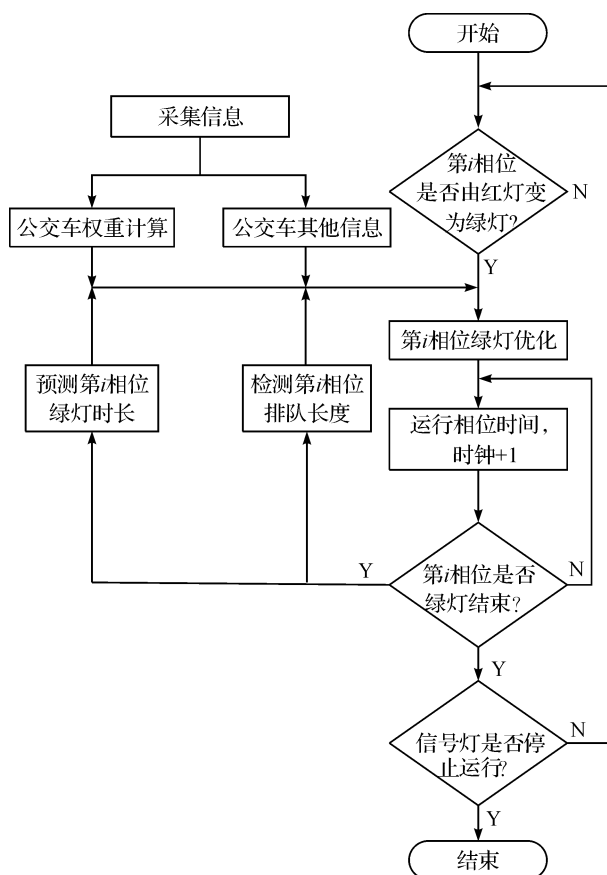 开始
采集信息
第i相位
是否由红灯变
为绿灯?
N
公交车权重计算
公交车其他信息
Y
第i相位绿灯优化
预测第i相位
绿灯时长
检测第i相位
排队长度
运行相位时间,
时钟+1
Y
第i相位是否
绿灯结束?
N
Y
信号灯是否停
止运行?
N
Y
结束